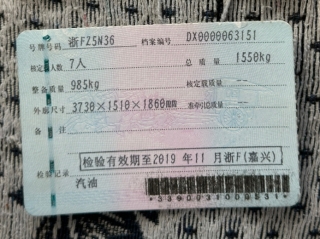 号牌号码 浙FZ5N36 档案编号 DX0000063151
核定载人数 7人 总质量 1550kg
整备质量 985kg 核定载质量 --
外廓尺寸 3730×1510×1860mm 准牵引总质量 --
备注
检验有效期至2019年11月浙F(嘉兴)
检验记录
汽油